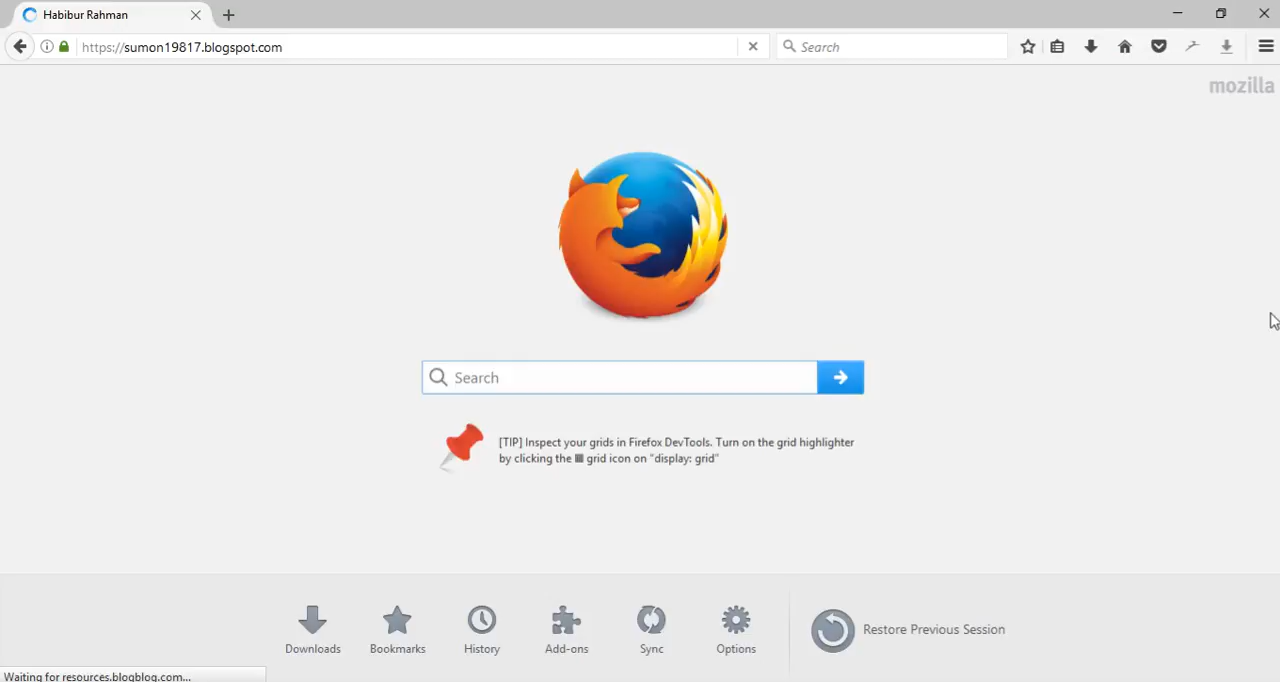 Habibur Rahman
https://sumon19817.blogspot.com
Search
mozilla
Search
[TIP] Inspect your grids in Firefox DevTools. Turn on the grid highlighter
by clicking the grid icon on "display: grid"
Downloads
Bookmarks
History
Add-ons
Sync
Options
Restore Previous Session
Waiting for resources.blogblog.com...